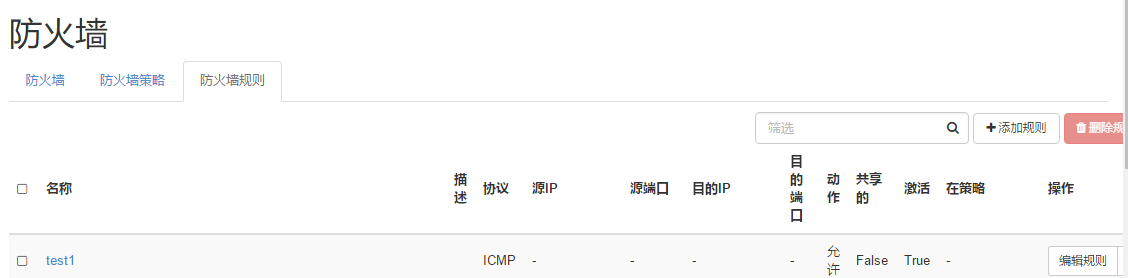 防火墙
防火墙 防火墙策略 防火墙规则
筛选 添加规则 删除规
名称 描述 协议 源IP 源端口 目的IP 目的端口 动作 共享的 激活 在策略 操作
test1 ICMP - - - - 允许 False True - 编辑规则